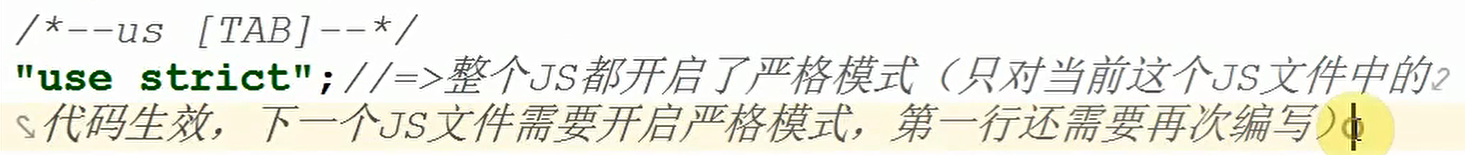 /*--us [TAB]--*/
"use strict";//=>整个JS都开启了严格模式（只对当前这个JS文件中的
代码生效，下一个JS文件需要开启严格模式，第一行还需要再次编写）